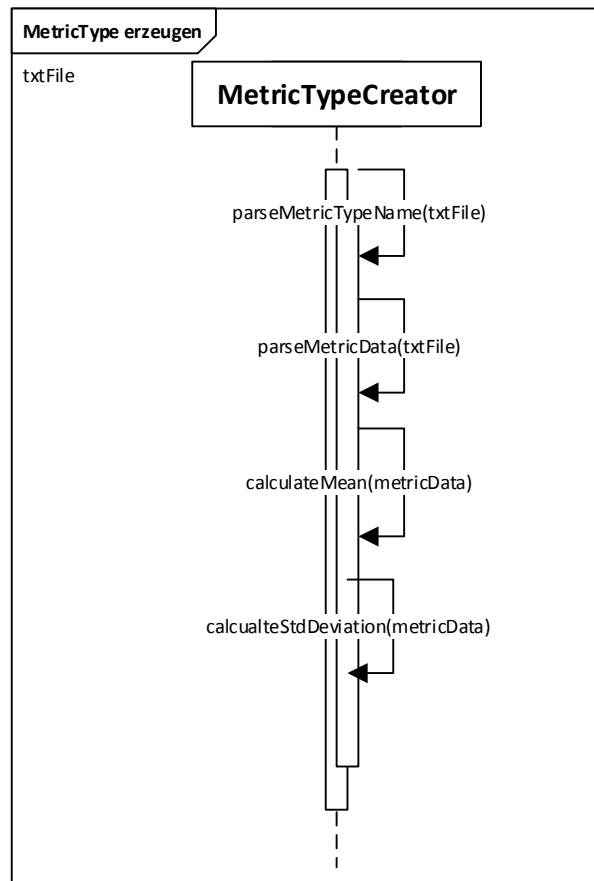 MetricType erzeugen
txtFile
MetricTypeCreator
parseMetricTypeName(txtFile)
parseMetricData(txtFile)
calculateMean(metricData)
calcualteStdDeviation(metricData)